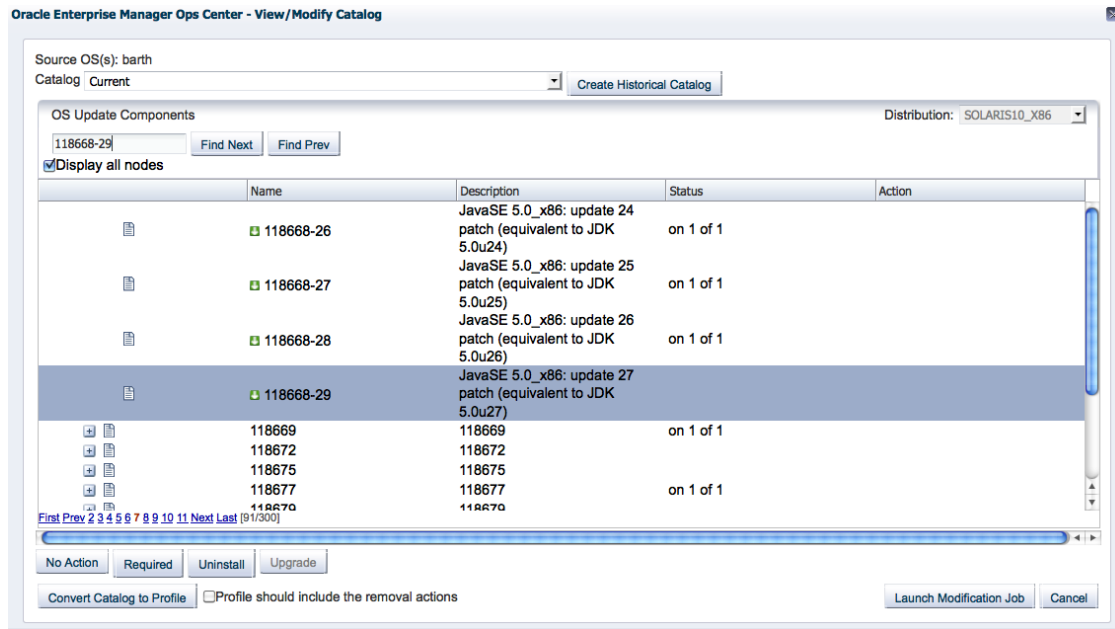 Oracle Enterprise Manager Ops Center - View/Modify Catalog
Source OS(s): barth
Catalog Current Create Historical Catalog
OS Update Components Distribution: SOLARIS10_X86
118668-29 Find Next Find Prev
Display all nodes
Name Description Status Action
JavaSE 5.0_x86: update 24
118668-26 patch (equivalent to JDK on 1 of 1
5.0u24)
JavaSE 5.0_x86: update 25
118668-27 patch (equivalent to JDK on 1 of 1
5.0u25)
JavaSE 5.0_x86: update 26
118668-28 patch (equivalent to JDK on 1 of 1
5.0u26)
JavaSE 5.0_x86: update 27
118668-29 patch (equivalent to JDK
5.0u27)
118669 118669 on 1 of 1
118672 118672
118675 118675
118677 118677 on 1 of 1
118679 118679
First Prev 2 3 4 5 6 7 8 9 10 11 Next Last [91/300]
No Action Required Uninstall Upgrade
Convert Catalog to Profile Profile should include the removal actions Launch Modification Job Cancel